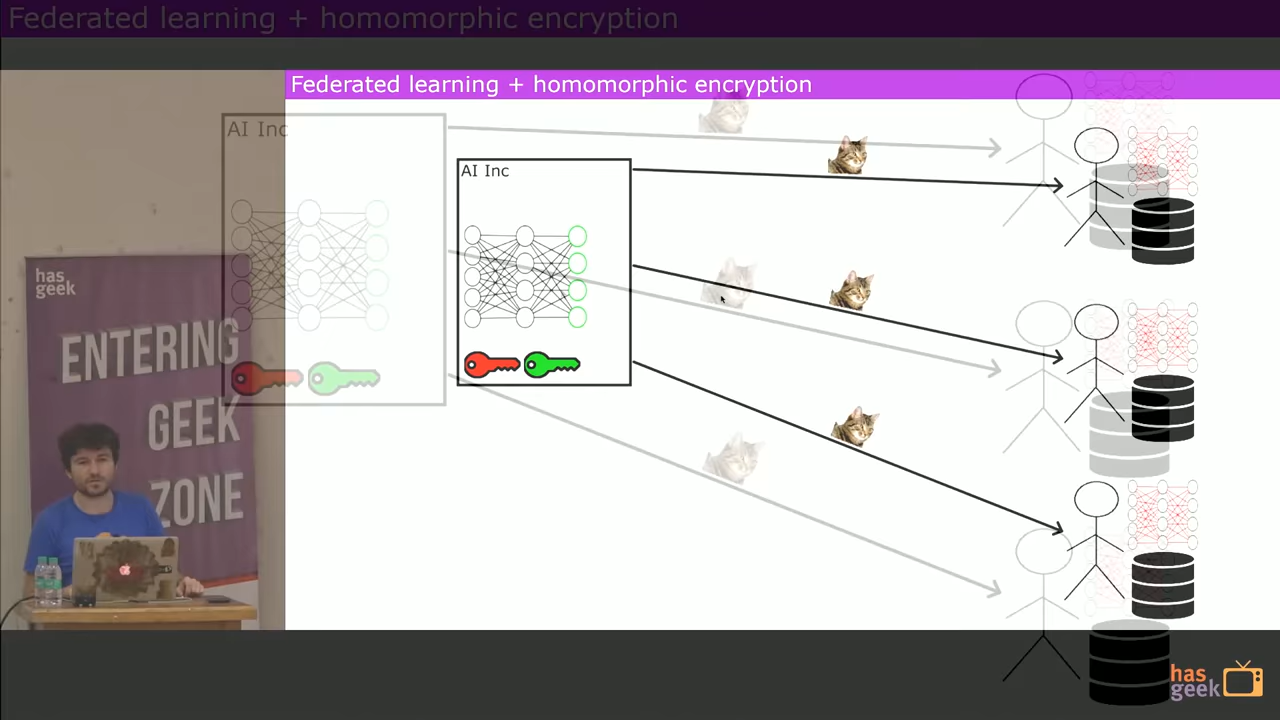 Federated learning + homomorphic encryption
Federated learning + homomorphic encryption
AI Inc
AI Inc
has
geek
ENTERING
GEEK
ZONE
has
geek